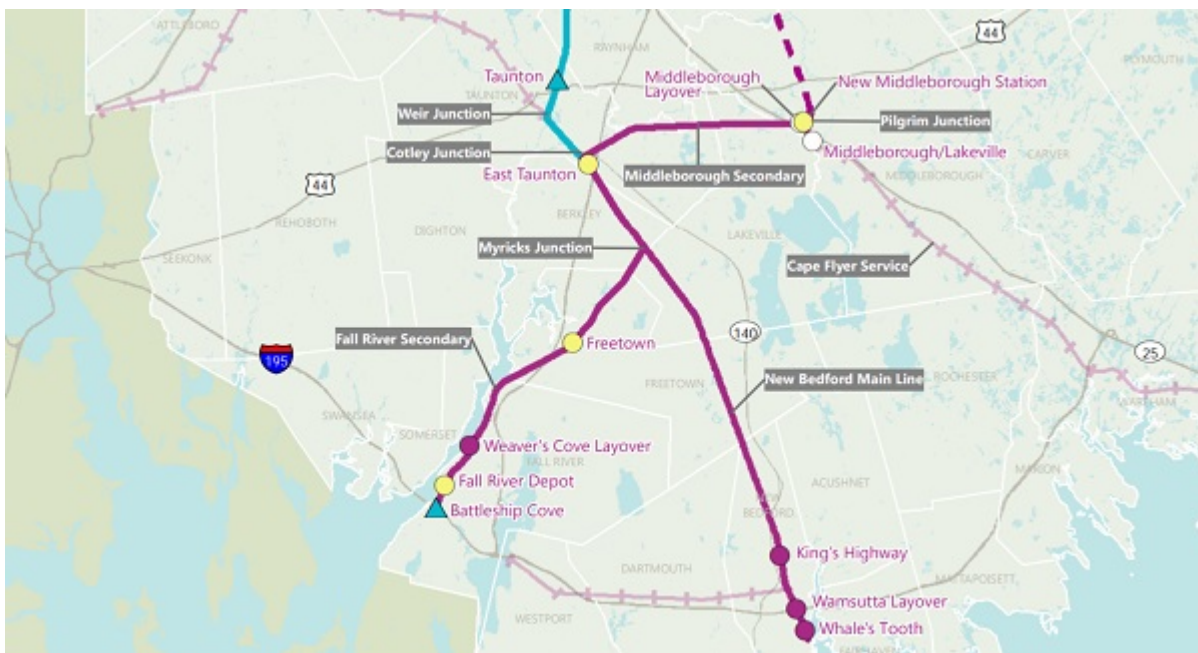 ATTLEBORO
44
RAYNHAM
PLYMOUTH
Taunton
TAUNTON
Middleborough
Layover
New Middleborough Station
Weir Junction
Pilgrim Junction
Cotley Junction
Middleborough/Lakeville
CARVER
East Taunton
Middleborough Secondary
MIDDLEBOROUGH
44
REHOBOTH
DIGHTON
BERKLEY
LAKEVILLE
SEEKONK
Myricks Junction
Cape Flyer Service
Fall River Secondary
Freetown
140
25
195
FREETOWN
New Bedford Main Line
ROCHESTER
WAREHAM
SWANSEA
SOMERSET
Weaver's Cove Layover
FALL RIVER
MARION
Fall River Depot
ACUSHNET
Battleship Cove
NEW
BEDFORD
King's Highway
DARTMOUTH
MATTAPOISETT
Wamsutta Layover
WESTPORT
Whale's Tooth
FAIRHAVEN